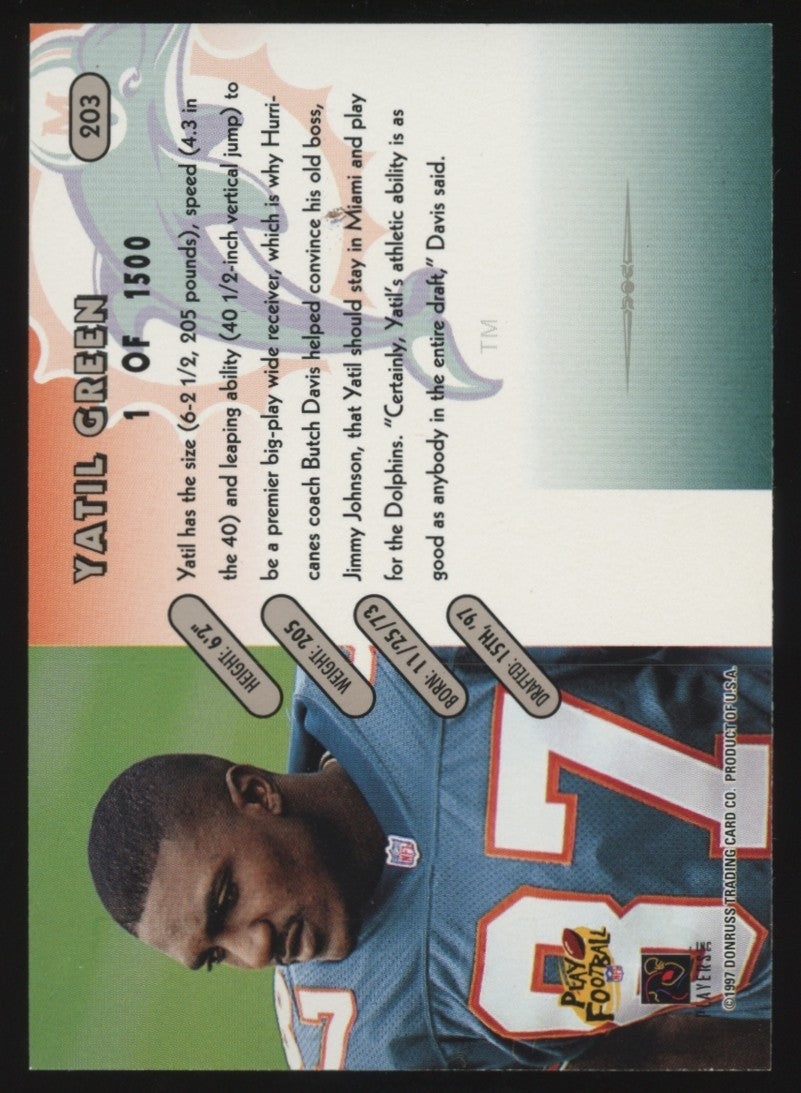 203
YATIL GREEN
1 OF 1500
Yatil has the size (6-2 1/2, 205 pounds), speed (4.3 in
the 40) and leaping ability (40 1/2-inch vertical jump) to
be a premier big-play wide receiver, which is why Hurri-
canes coach Butch Davis helped convince his old boss,
Jimmy Johnson, that Yatil should stay in Miami and play
for the Dolphins. "Certainly, Yatil's athletic ability is as
good as anybody in the entire draft," Davis said.
TM
HEIGHT: 6'2"
WEIGHT: 205
BORN: 11/25/73
DRAFTED: 15TH, '97
M
NFL
87
87
PLAY
FOOTBALL
NFL
PLAYERS INC
©1997 DONRUSS TRADING CARD CO. PRODUCT OF U.S.A.